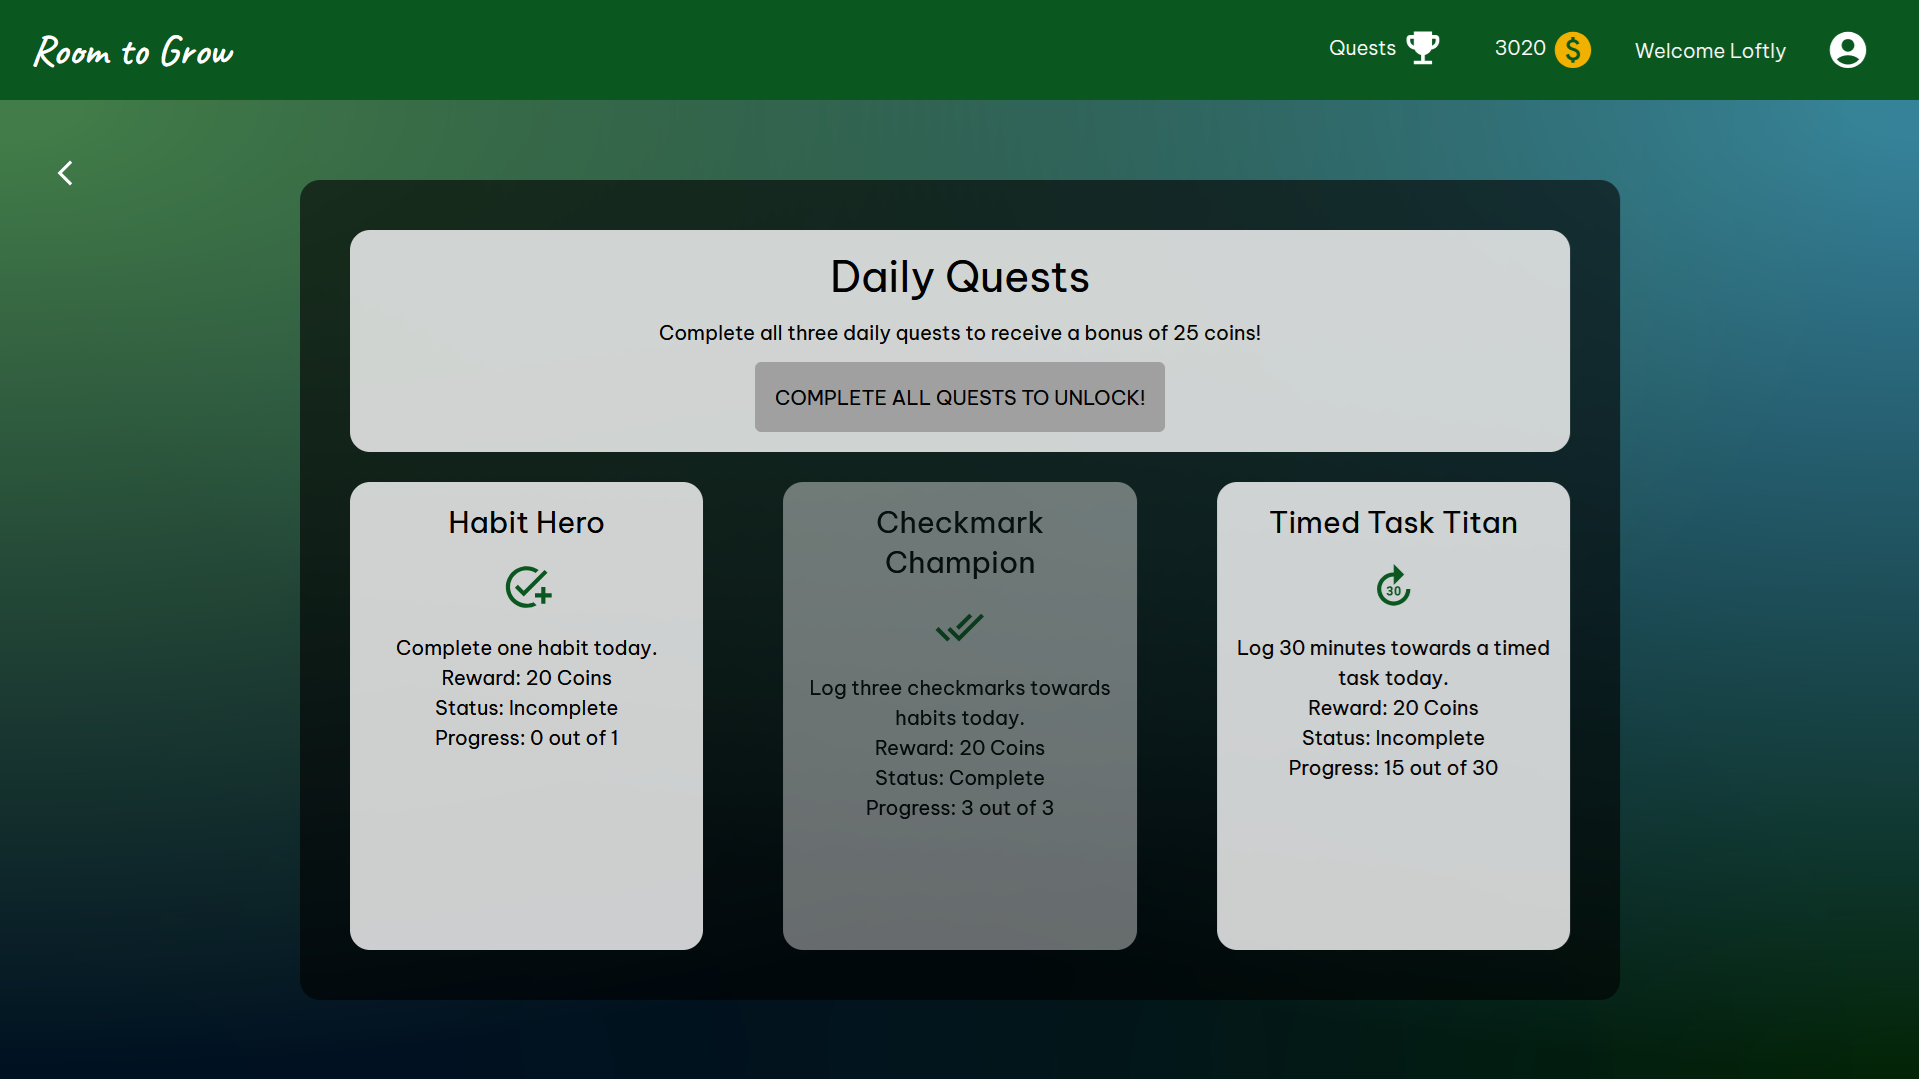 Room to Grow
Quests
3020
Welcome Loftly
Daily Quests
Complete all three daily quests to receive a bonus of 25 coins!
COMPLETE ALL QUESTS TO UNLOCK!
Habit Hero
Complete one habit today.
Reward: 20 Coins
Status: Incomplete
Progress: 0 out of 1
Checkmark
Champion
Log three checkmarks towards
habits today.
Reward: 20 Coins
Status: Complete
Progress: 3 out of 3
Timed Task Titan
30
Log 30 minutes towards a timed
task today.
Reward: 20 Coins
Status: Incomplete
Progress: 15 out of 30